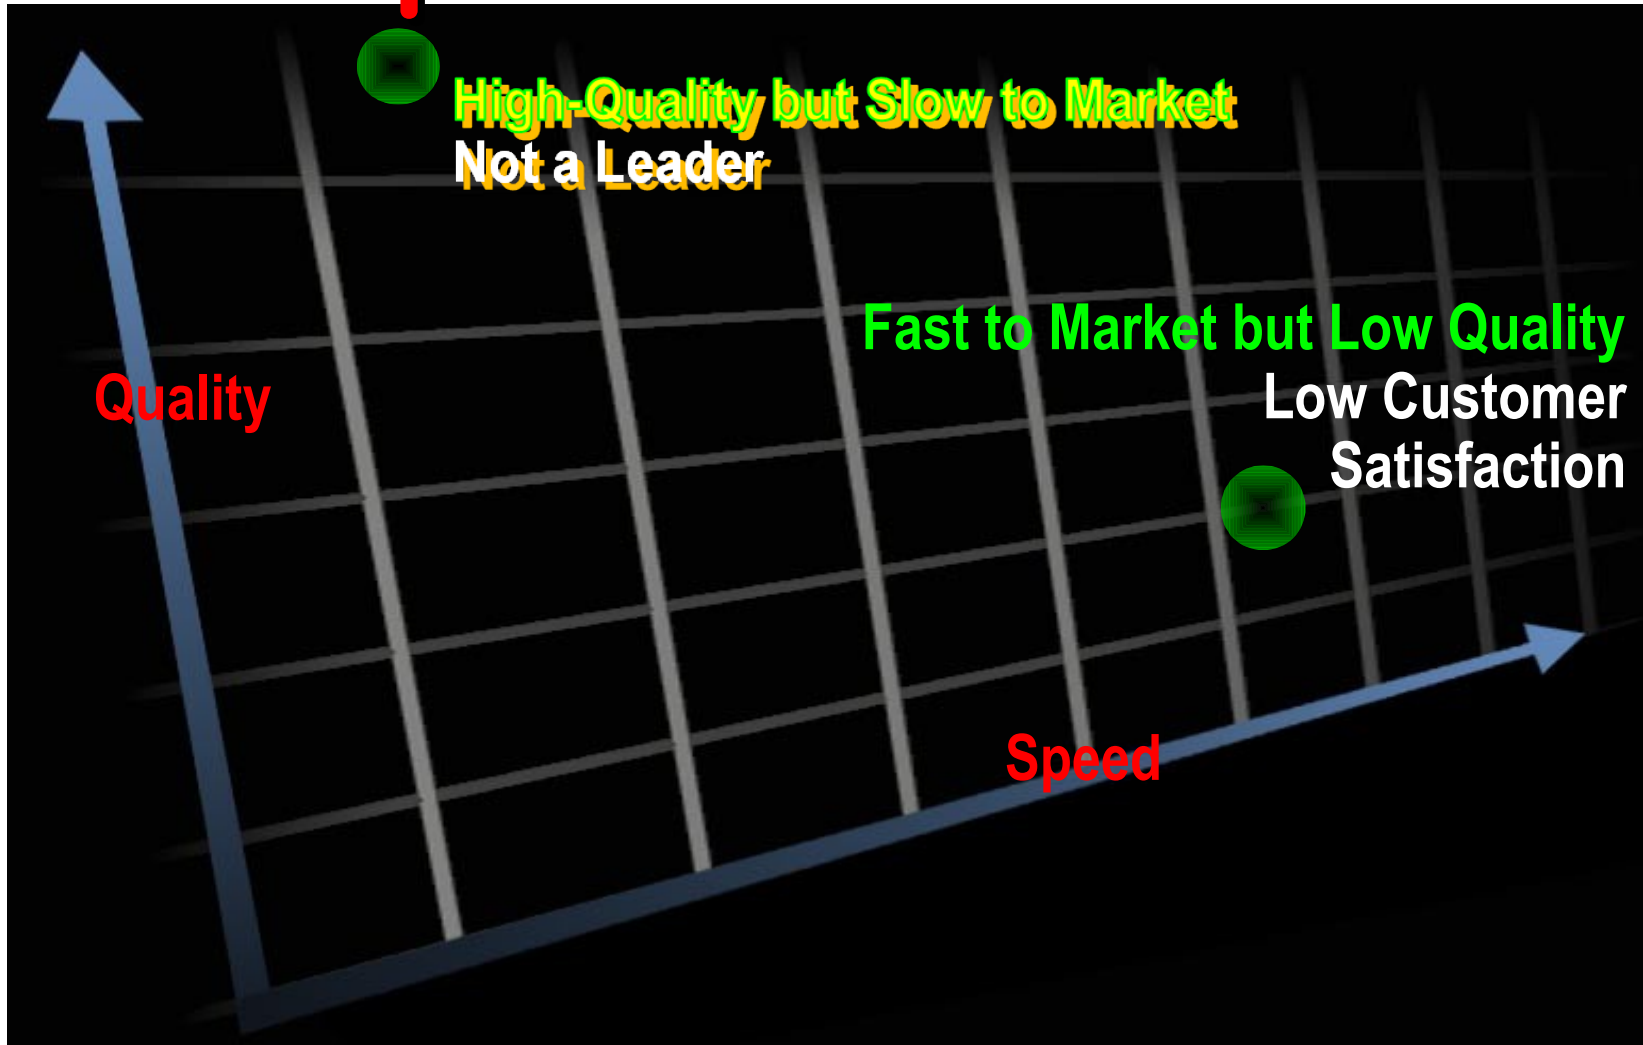 High-Quality but Slow to Market
Not a Leader
Fast to Market but Low Quality
Low Customer
Satisfaction
Quality
Speed